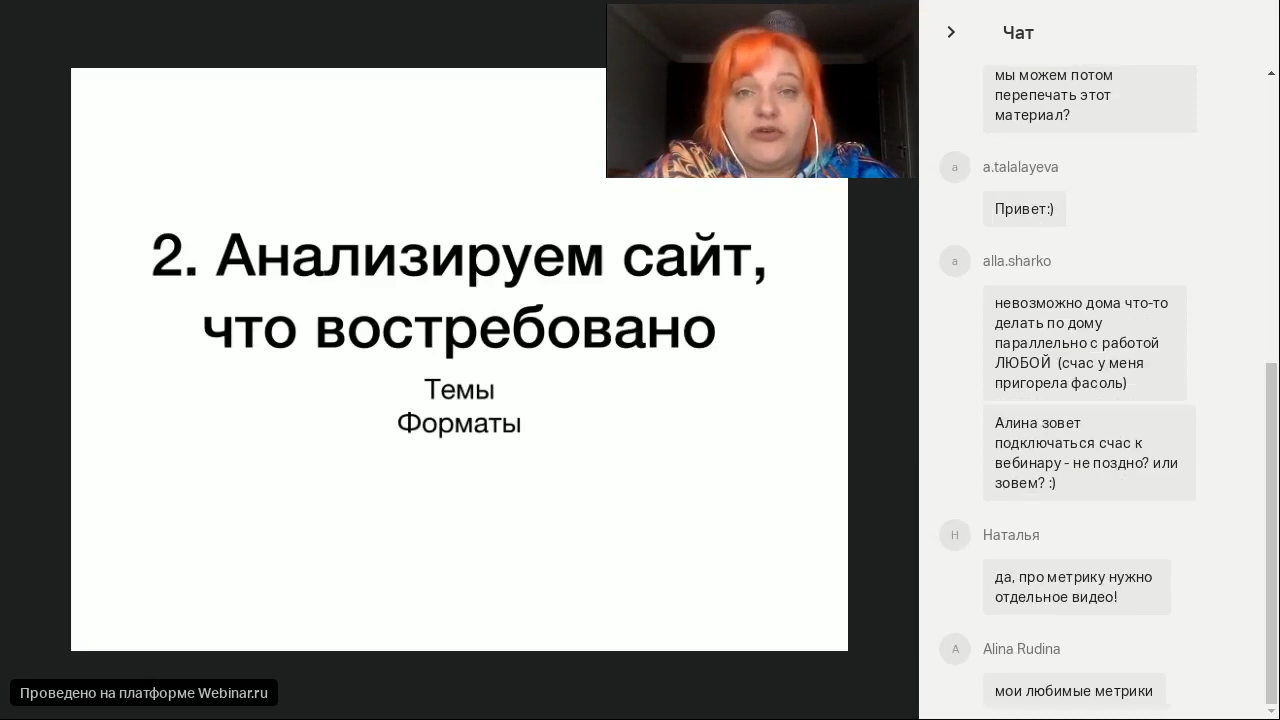 2. Анализируем сайт,
что востребовано
Темы
Форматы
Проведено на платформе Webinar.ru
Чат
мы можем потом
перепечать этот
материал?
a
a.talalayeva
Привет:)
a
alla.sharko
невозможно дома что-то
делать по дому
параллельно с работой
ЛЮБОЙ (счас у меня
пригорела фасоль)
Алина зовет
подключаться счас к
вебинару - не поздно? или
зовем? :)
Н
Наталья
да, про метрику нужно
отдельное видео!
A
Alina Rudina
мои любимые метрики